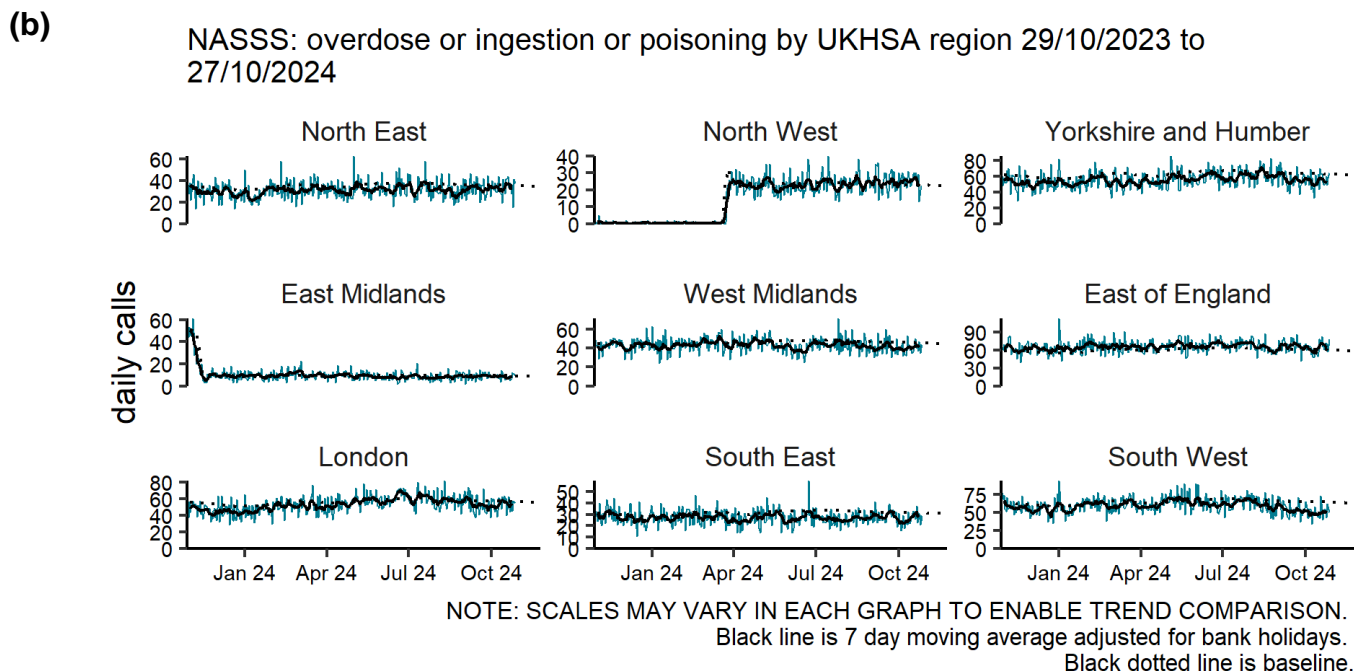 (b)
NASSS: overdose or ingestion or poisoning by UKHSA region 29/10/2023 to
27/10/2024
daily calls
North East
60
40
20
0
North West
40
30
20
10
0
Yorkshire and Humber
80
60
40
20
0
East Midlands
60
40
20
0
West Midlands
60
40
20
0
East of England
90
60
30
0
London
80
60
40
20
0
Jan 24 Apr 24 Jul 24 Oct 24
South East
50
40
30
20
10
0
Jan 24 Apr 24 Jul 24 Oct 24
South West
75
50
25
0
Jan 24 Apr 24 Jul 24 Oct 24
NOTE: SCALES MAY VARY IN EACH GRAPH TO ENABLE TREND COMPARISON.
Black line is 7 day moving average adjusted for bank holidays.
Black dotted line is baseline.